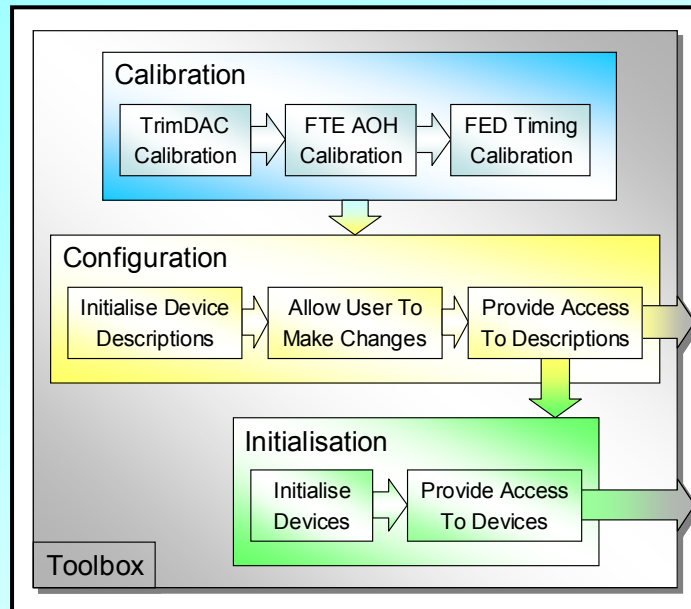 Calibration
TrimDAC
Calibration
FTE AOH
Calibration
FED Timing
Calibration
Configuration
Initialise Device
Descriptions
Allow User To
Make Changes
Provide Access
To Descriptions
Initialisation
Initialise
Devices
Provide Access
To Devices
Toolbox